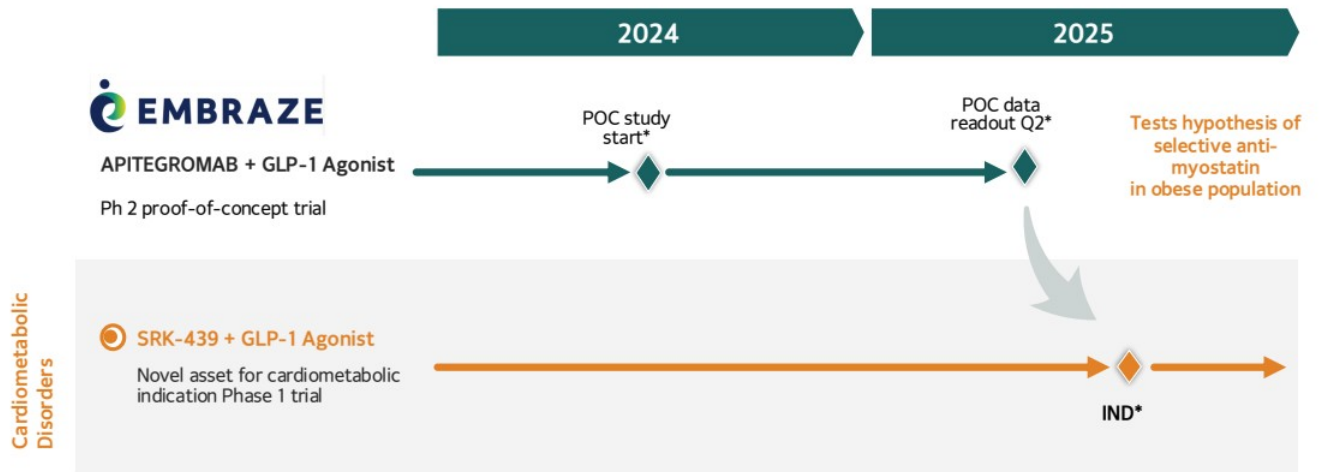 2024
2025
EMBRAZE
APITEGROMAB + GLP-1 Agonist
Ph 2 proof-of-concept trial
POC study
start*
POC data
readout Q2*
Tests hypothesis of
selective anti-
myostatin
in obese population
Cardiometabolic
Disorders
SRK-439 + GLP-1 Agonist
Novel asset for cardiometabolic
indication Phase 1 trial
IND*